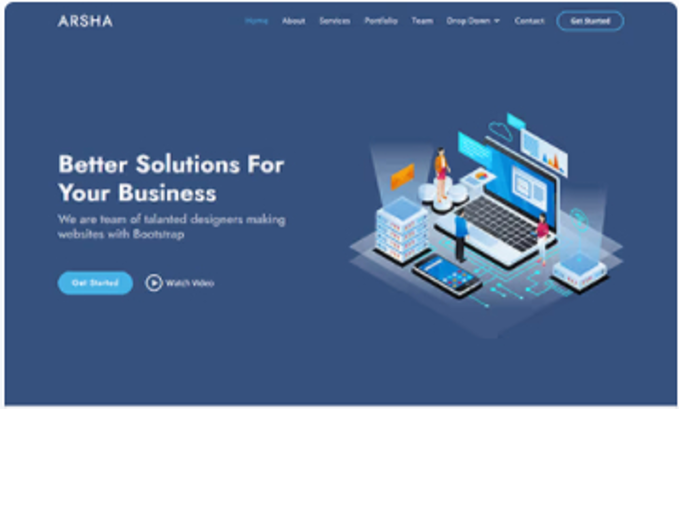 ARSHA
Home About Services Portfolio Team Drop Down Contact Get Started
Better Solutions For
Your Business
We are team of talanted designers making
websites with Bootstrap
Get Started Watch Video